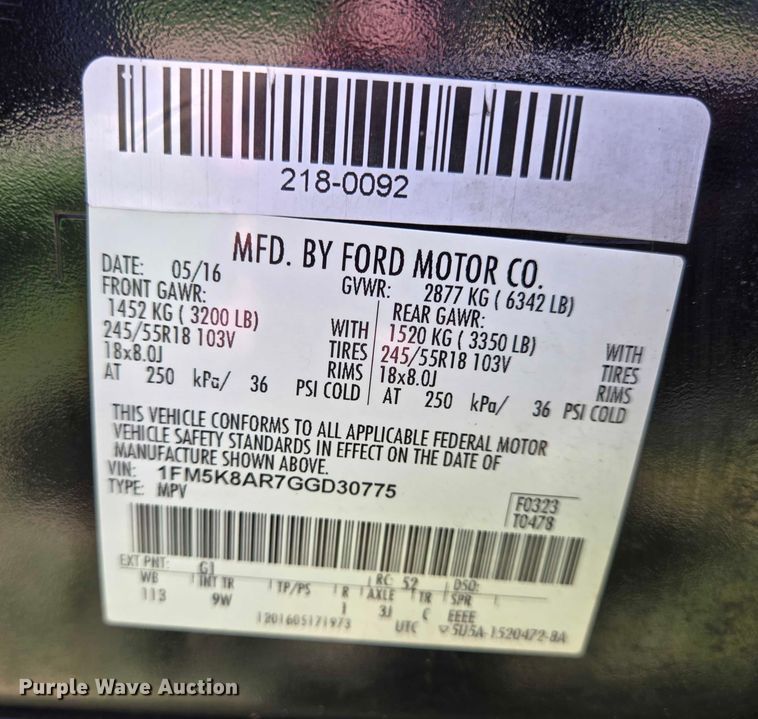 218-0092
MFD. BY FORD MOTOR CO.
DATE: 05/16
GVWR: 2877 KG ( 6342 LB)
FRONT GAWR:
1452 KG ( 3200 LB) WITH
245/55R18 103V TIRES
18x8.0J RIMS
AT 250 kPa/ 36 PSI COLD
REAR GAWR:
1520 KG ( 3350 LB) WITH
245/55R18 103V TIRES
18x8.0J RIMS
AT 250 kPa/ 36 PSI COLD
THIS VEHICLE CONFORMS TO ALL APPLICABLE FEDERAL MOTOR
VEHICLE SAFETY STANDARDS IN EFFECT ON THE DATE OF
MANUFACTURE SHOWN ABOVE.
VIN: 1FM5K8AR7GGD30775
TYPE: MPV
F0323
T0478
EXT PNT: G1 RC: 52 DSO:
WB INT TR TP/PS R AXLE TR SPR
113 9W 1 3J C EEEE
1201605171973 UTC 5U5A-1520472-BA
Purple Wave Auction